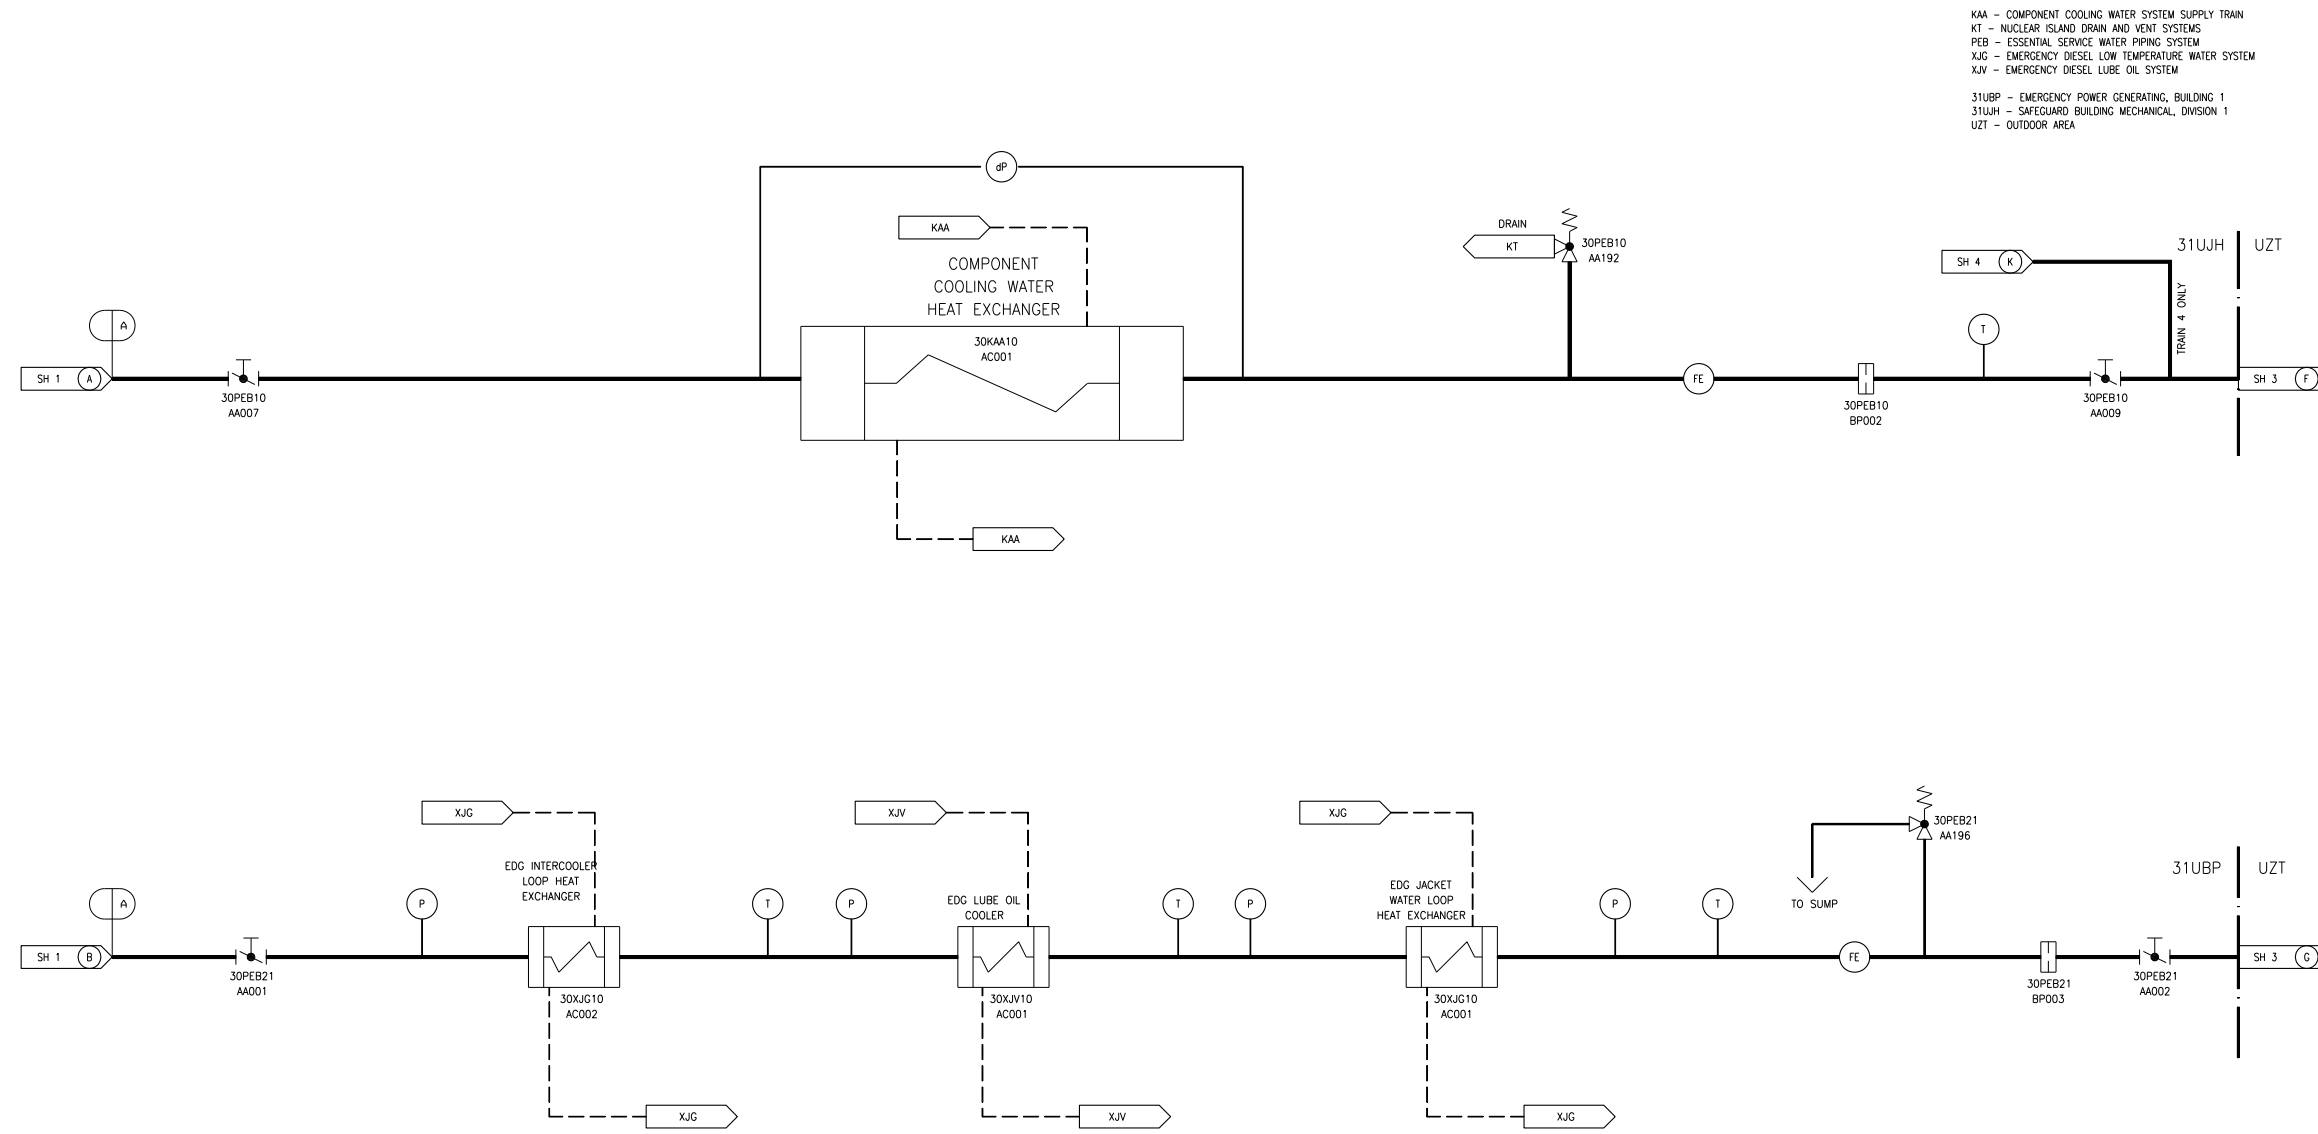 KAA - COMPONENT COOLING WATER SYSTEM SUPPLY TRAIN
KT - NUCLEAR ISLAND DRAIN AND VENT SYSTEMS
PEB - ESSENTIAL SERVICE WATER PIPING SYSTEM
XJG - EMERGENCY DIESEL LOW TEMPERATURE WATER SYSTEM
XJV - EMERGENCY DIESEL LUBE OIL SYSTEM
31UBP - EMERGENCY POWER GENERATING, BUILDING 1
31UJH - SAFEGUARD BUILDING MECHANICAL, DIVISION 1
UZT - OUTDOOR AREA
dP
KAA
COMPONENT
COOLING WATER
HEAT EXCHANGER
30KAA10
AC001
DRAIN
KT
30PEB10
AA192
31UJH
UZT
SH 4 K
TRAIN 4 ONLY
A
T
SH 1 A
30PEB10
AA007
FE
30PEB10
BP002
30PEB10
AA009
SH 3 F
KAA
XJG
XJV
XJG
30PEB21
AA196
EDG INTERCOOLER
LOOP HEAT
EXCHANGER
EDG LUBE OIL
COOLER
EDG JACKET
WATER LOOP
HEAT EXCHANGER
TO SUMP
31UBP
UZT
A
P
T
P
T
P
P
T
SH 1 B
30PEB21
AA001
30XJG10
AC002
30XJV10
AC001
30XJG10
AC001
FE
30PEB21
BP003
30PEB21
AA002
SH 3 G
XJG
XJV
XJG